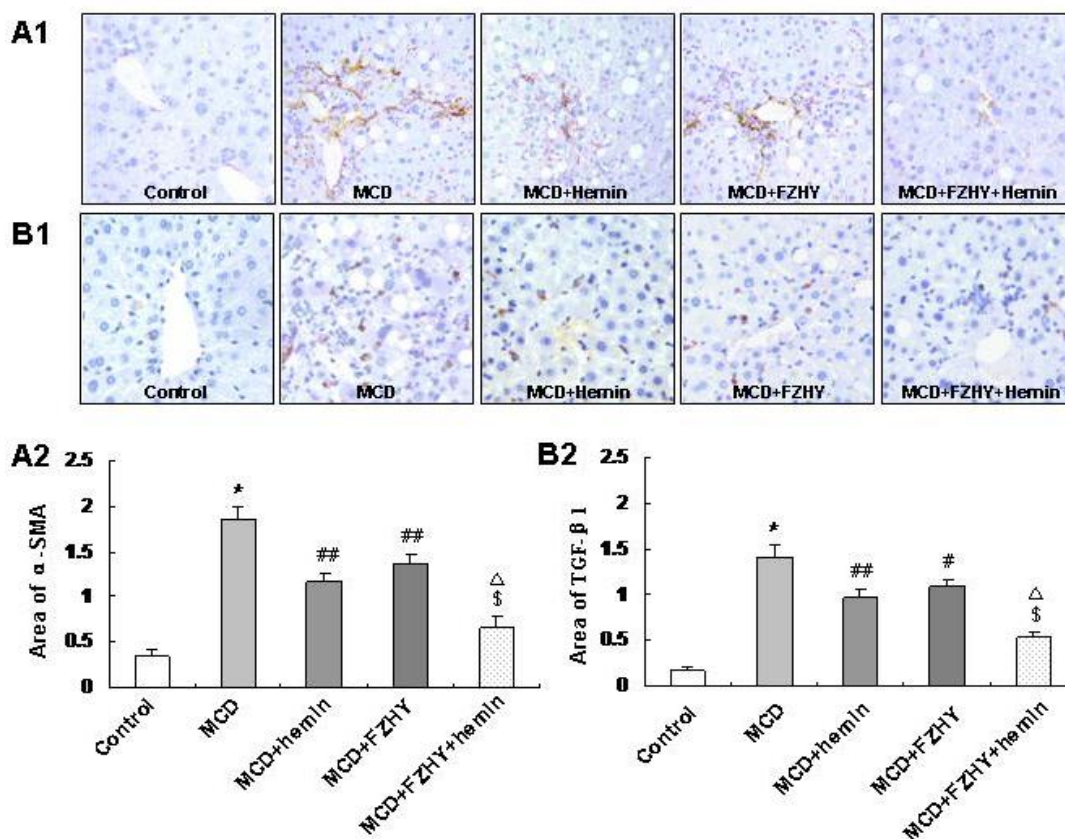 A1
Control
MCD
MCD+Hemin
MCD+FZHY
MCD+FZHY+Hemin
B1
Control
MCD
MCD+Hemin
MCD+FZHY
MCD+FZHY+Hemin
A2
Area of α-SMA
2.5
2
1.5
1
0.5
0
*
##
##
△
$
Control
MCD
MCD+hemin
MCD+FZHY
MCD+FZHY+hemin
B2
Area of TGF-β1
2.5
2
1.5
1
0.5
0
*
##
#
△
$
Control
MCD
MCD+hemin
MCD+FZHY
MCD+FZHY+hemin